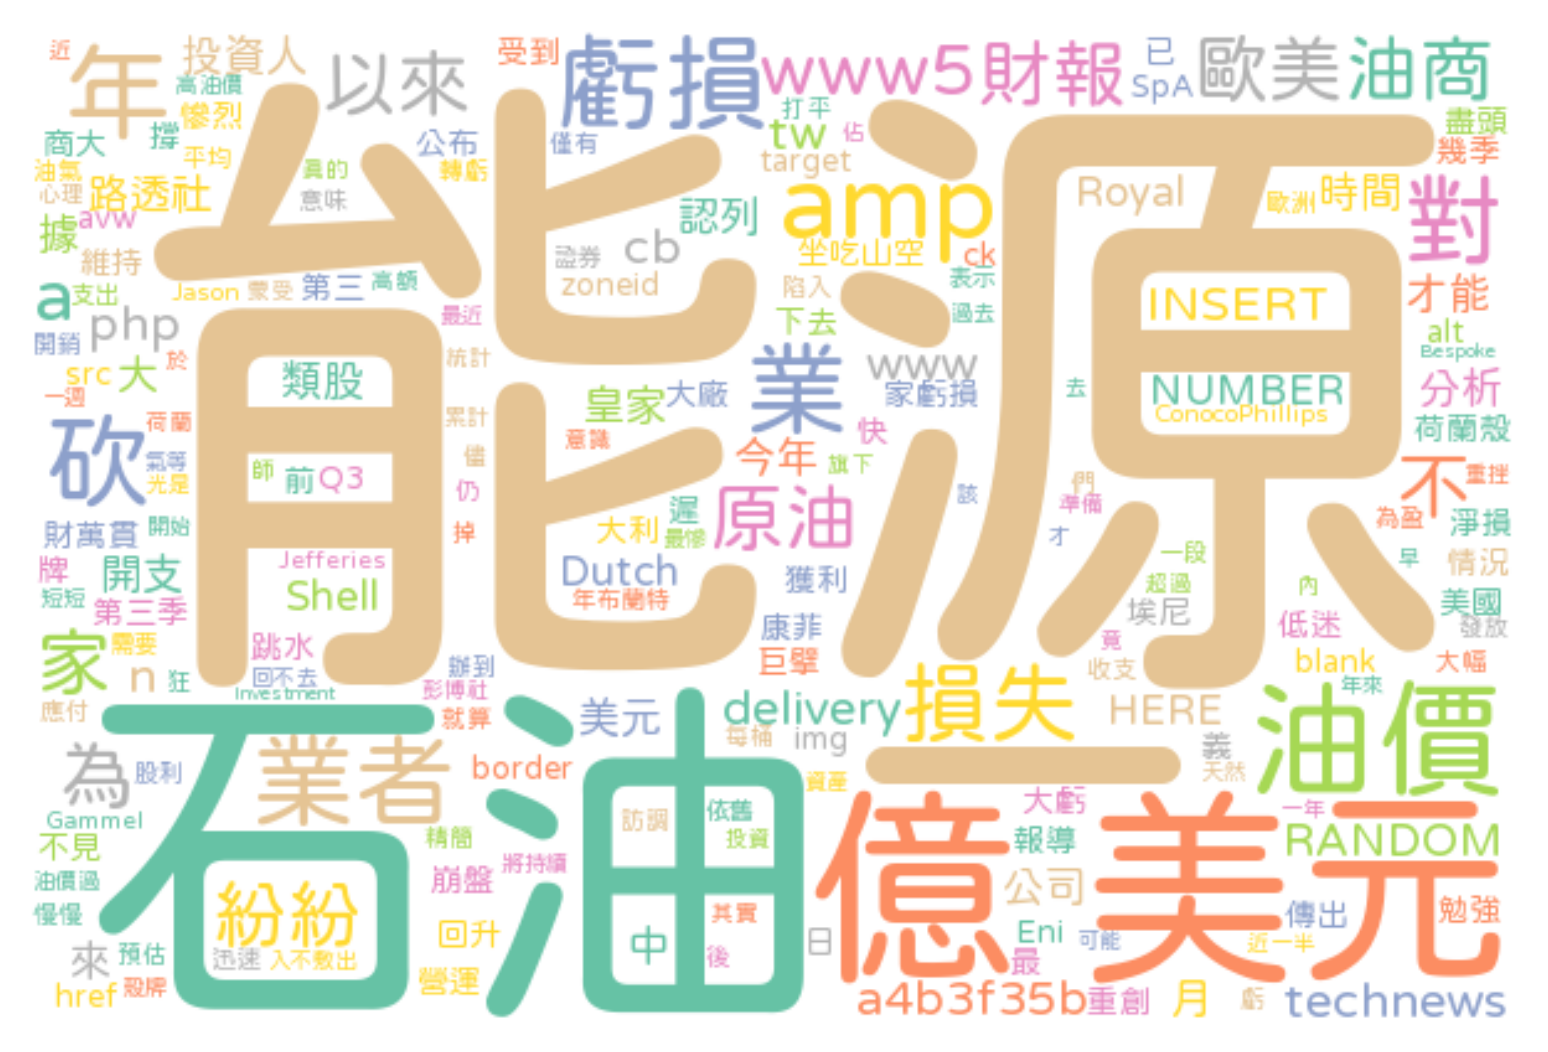 近
年
投資人
高油價
慘烈
以來
受到
虧損
www5
財報
已
SpA
歐美
油商
盡頭
幾季
商大
撐
平均
公布
轉虧
僅有
打平
tw
佔
target
油氣
心理
路透社
真的
意味
amp
Royal
歐洲
時間
對
avw
據
維持
認列
cb
證券
zoneid
坐吃山空
ck
表示
陷入
過去
下去
a
支出
Jason
蒙受
第三
高額
能源
INSERT
才能
php
開銷
最近
alt
Bespoke
src
大
於
一週
類股
統計
業
www
家虧損
去
NUMBER
ConocoPhillips
分析
皇家
大廠
累計
荷蘭
荷蘭殼
砍
意識
今年
快
旗下
氣等
光是
師
前
Q3
儘
仍
掉
原油
該
們
準備
不
重挫
為盈
淨損
財萬貫
開始
大利
遲
最慘
才
一段
早
情況
牌
開支
Jefferies
Shell
Dutch
獲利
年布蘭特
超過
內
短短
第三季
埃尼
美國
發放
低迷
康菲
竟
家
需要
跳水
巨擘
收支
blank
大幅
n
狂
回不去
Investment
辦到
彭博社
就算
年來
應付
石油
美元
delivery
每桶
img
損失
HERE
義
天然
油價
為
股利
業者
border
資產
一
Gammel
大虧
一年
不見
油價過
精簡
將持續
崩盤
訪調
依舊
投資
億美元
報導
RANDOM
公司
慢慢
紛紛
其實
傳出
勉強
回升
中
後
日
Eni
可能
近一半
來
預估
迅速
入不敷出
最
href
殼牌
營運
a4b3f35b
重創
月
虧
technews